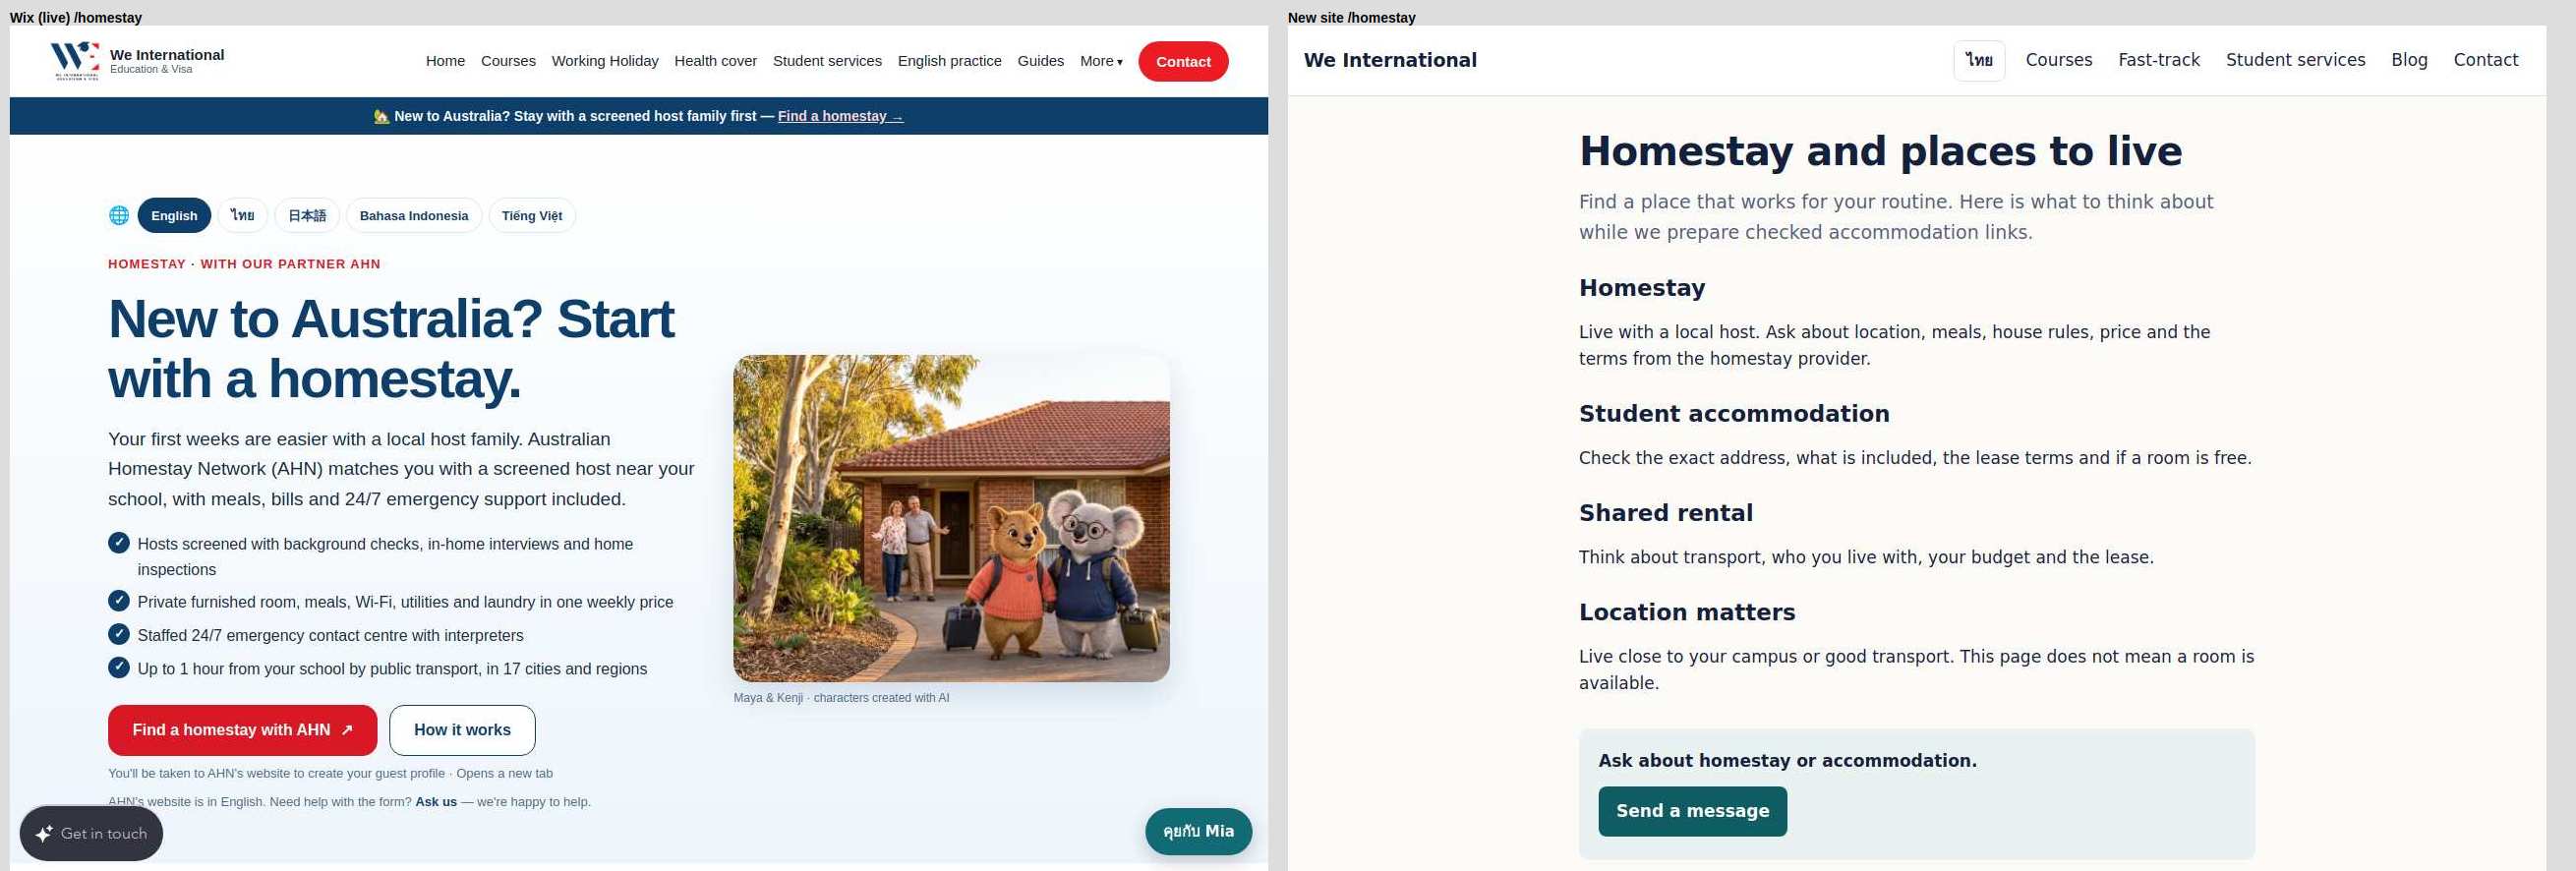 Wix (live) /homestay
We International
Education & Visa
Home Courses Working Holiday Health cover Student services English practice Guides More ▾ Contact
🏡 New to Australia? Stay with a screened host family first — Find a homestay →
🌐 English ไทย 日本語 Bahasa Indonesia Tiếng Việt
HOMESTAY · WITH OUR PARTNER AHN
New to Australia? Start
with a homestay.
Your first weeks are easier with a local host family. Australian
Homestay Network (AHN) matches you with a screened host near your
school, with meals, bills and 24/7 emergency support included.
✓ Hosts screened with background checks, in-home interviews and home
inspections
✓ Private furnished room, meals, Wi-Fi, utilities and laundry in one weekly price
✓ Staffed 24/7 emergency contact centre with interpreters
✓ Up to 1 hour from your school by public transport, in 17 cities and regions
Maya & Kenji · characters created with AI
Find a homestay with AHN ↗ How it works
You'll be taken to AHN's website to create your guest profile · Opens a new tab
AHN's website is in English. Need help with the form? Ask us — we're happy to help.
Get in touch
คุยกับ Mia
New site /homestay
We International
ไทย Courses Fast-track Student services Blog Contact
Homestay and places to live
Find a place that works for your routine. Here is what to think about
while we prepare checked accommodation links.
Homestay
Live with a local host. Ask about location, meals, house rules, price and the
terms from the homestay provider.
Student accommodation
Check the exact address, what is included, the lease terms and if a room is free.
Shared rental
Think about transport, who you live with, your budget and the lease.
Location matters
Live close to your campus or good transport. This page does not mean a room is
available.
Ask about homestay or accommodation.
Send a message